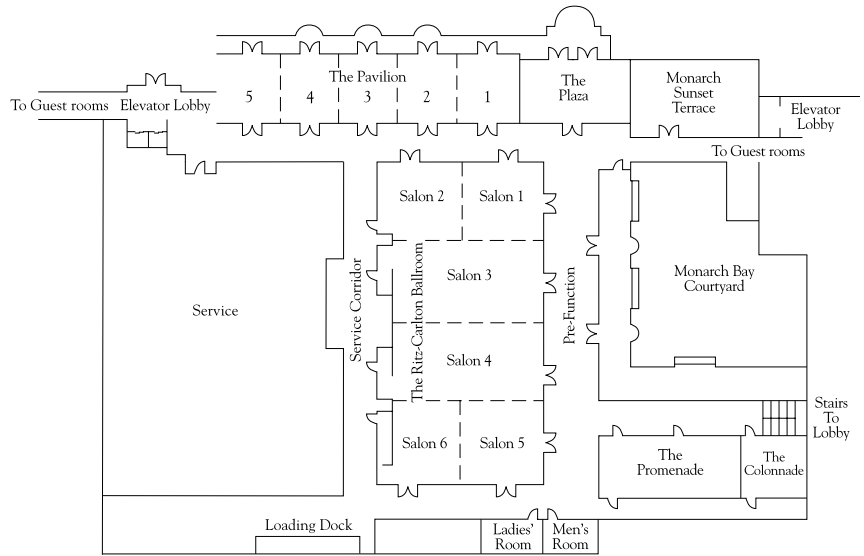 The Pavilion
5
4
3
2
1
The
Plaza
Monarch
Sunset
Terrace
To Guest rooms
Elevator Lobby
Elevator
Lobby
To Guest rooms
Salon 2
Salon 1
Salon 3
Salon 4
Salon 6
Salon 5
The Ritz-Carlton Ballroom
Service Corridor
Service
Pre-Function
Monarch Bay
Courtyard
Stairs
To
Lobby
The
Promenade
The
Colonnade
Loading Dock
Ladies'
Room
Men's
Room